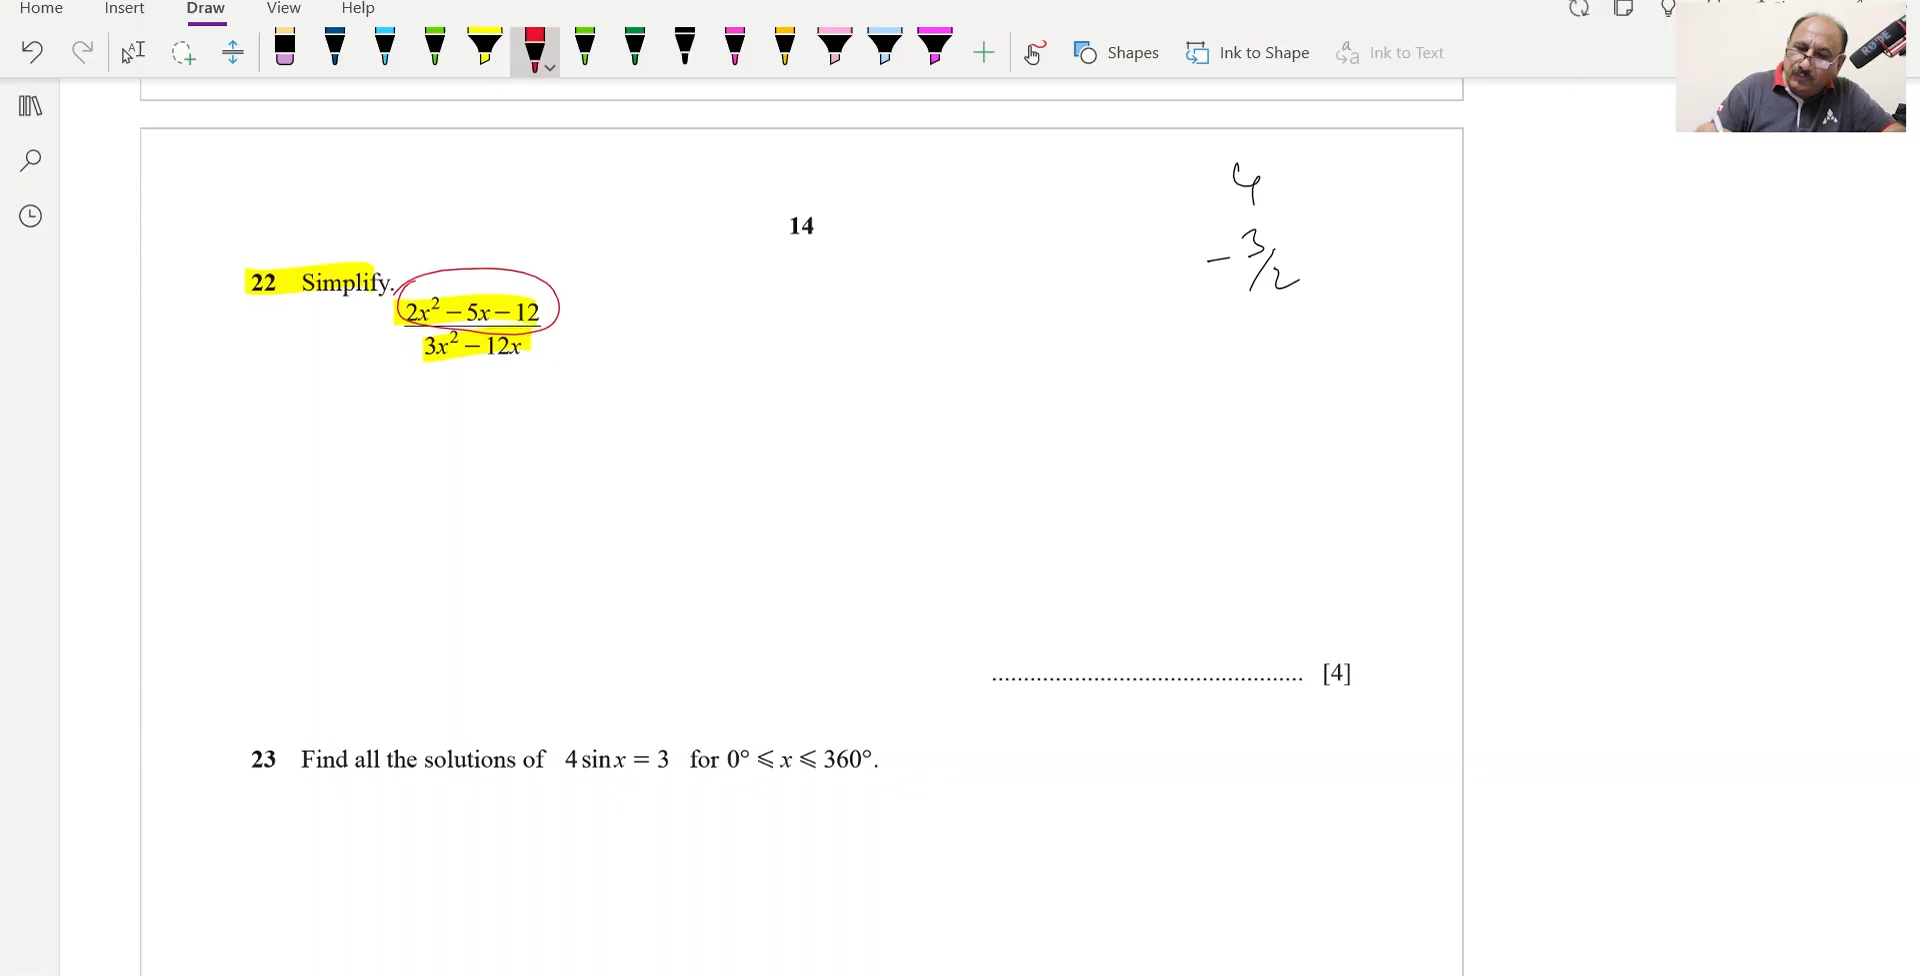 Home Insert Draw View Help
Shapes Ink to Shape Ink to Text
RØDE
4
-3/2
14
22 Simplify.
2x² – 5x – 12
3x² – 12x
.................................................. [4]
23 Find all the solutions of 4 sin x = 3 for 0° ⩽ x ⩽ 360°.